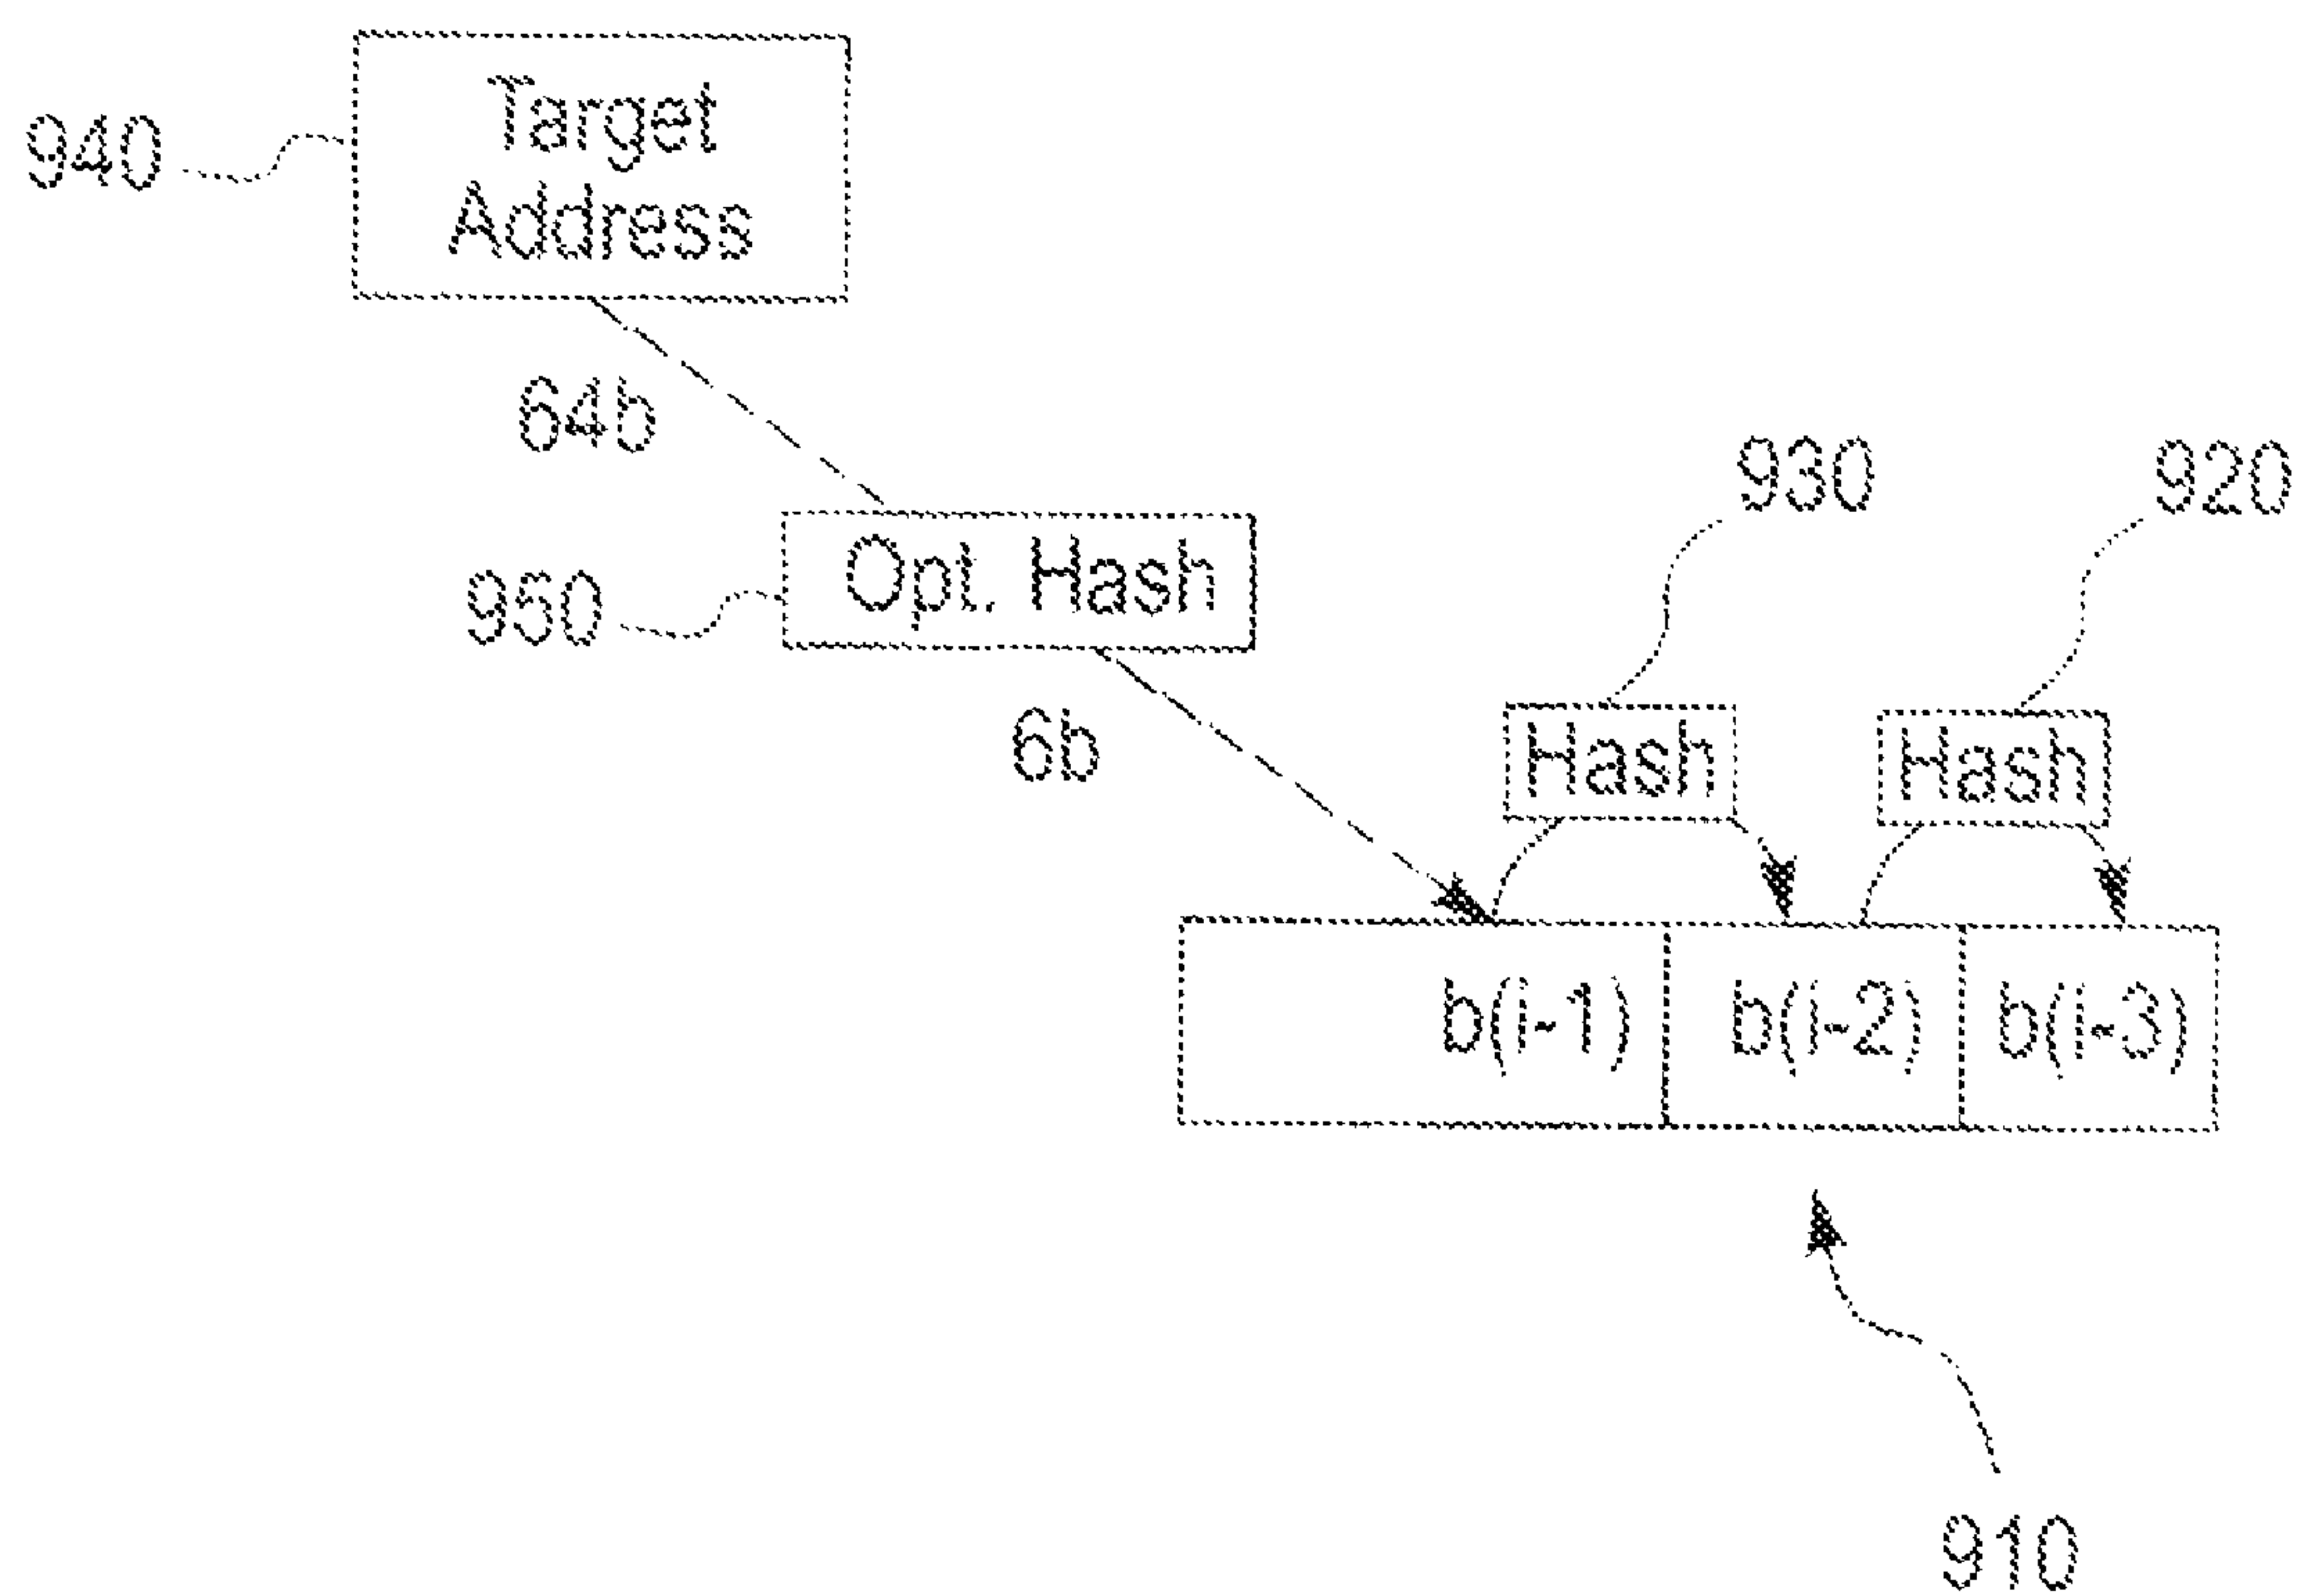 Target
Address
940
64b
930
920
950
Opt. Hash
6b
Hash
Hash
b(i-1)
b(i-2)
b(i-3)
910